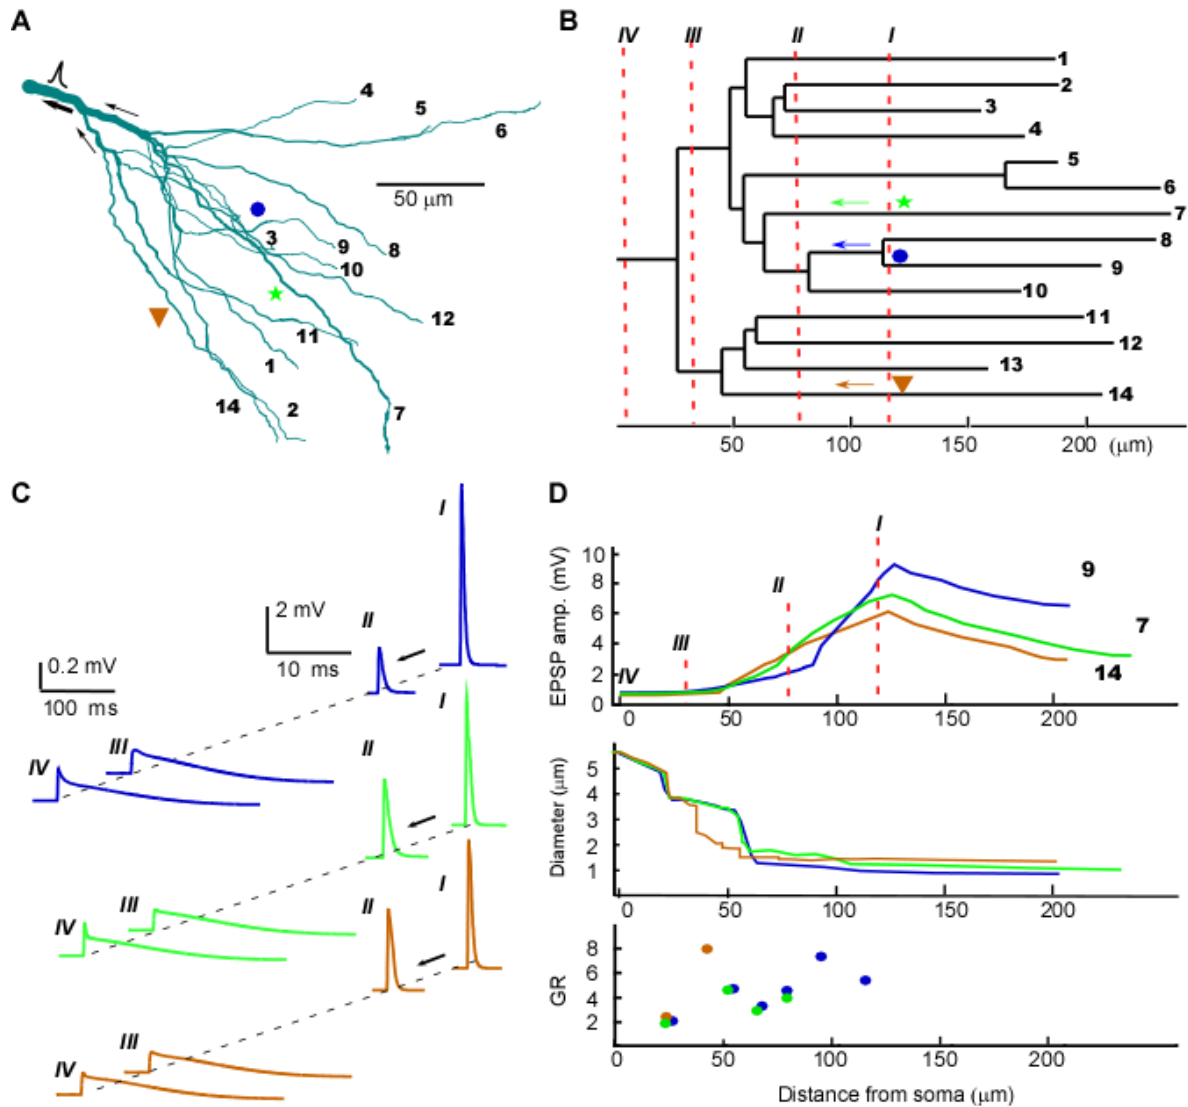 A
4
5
6
50 μm
3
9
8
10
12
11
1
14
2
7
B
IV III II I
1
2
3
4
5
6
7
8
9
10
11
12
13
14
50 100 150 200 (μm)
C
I
2 mV
10 ms
II
0.2 mV
100 ms
III
IV
I
II
III
IV
I
II
III
IV
D
I
II
III
IV
EPSP amp. (mV)
10
8
6
4
2
0
9
7
14
0 50 100 150 200
Diameter (μm)
5
4
3
2
1
0 50 100 150 200
GR
8
6
4
2
0 50 100 150 200
Distance from soma (μm)